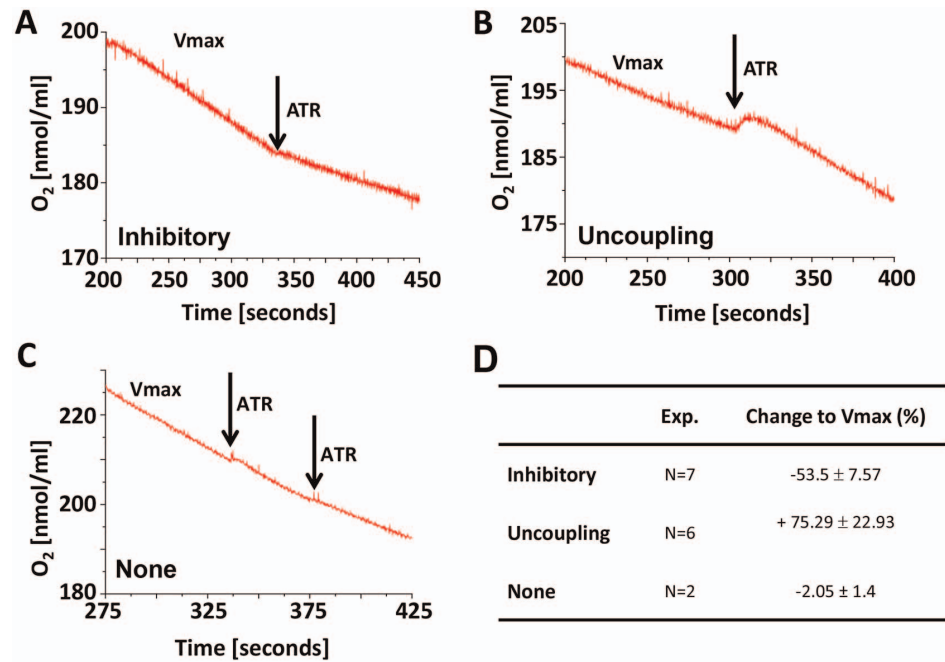 A
O2 [nmol/ml]
200
190
180
170
Vmax
ATR
Inhibitory
200 250 300 350 400 450
Time [seconds]
B
O2 [nmol/ml]
205
195
185
175
Vmax
ATR
Uncoupling
200 250 300 350 400
Time [seconds]
C
O2 [nmol/ml]
220
200
180
Vmax
ATR
ATR
None
275 325 375 425
Time [seconds]
D
Exp. Change to Vmax (%)
Inhibitory N=7 -53.5 ± 7.57
Uncoupling N=6 + 75.29 ± 22.93
None N=2 -2.05 ± 1.4